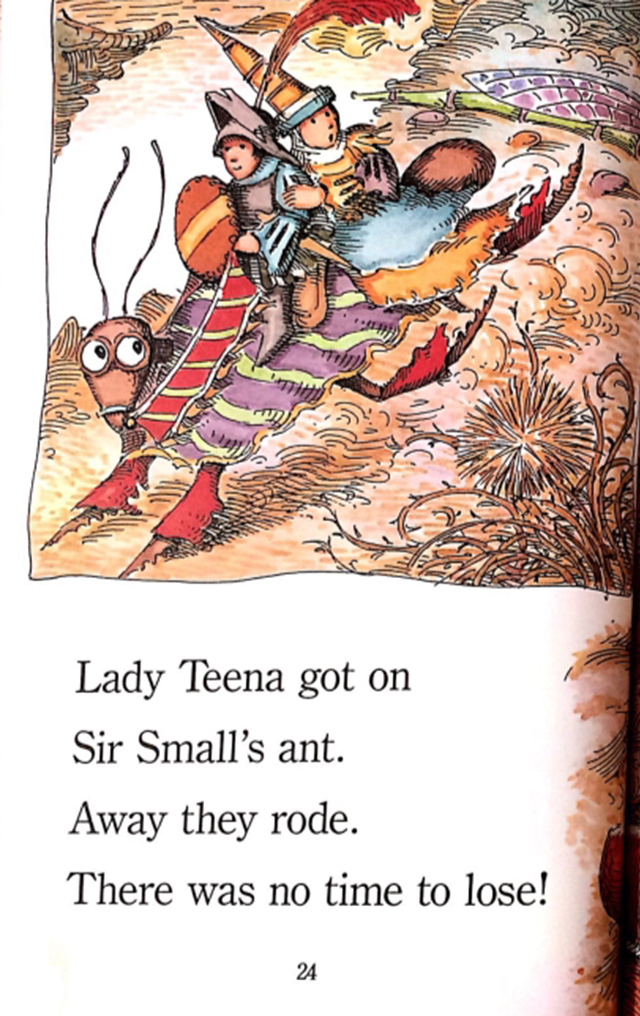 Lady Teena got on
Sir Small's ant.
Away they rode.
There was no time to lose!
24